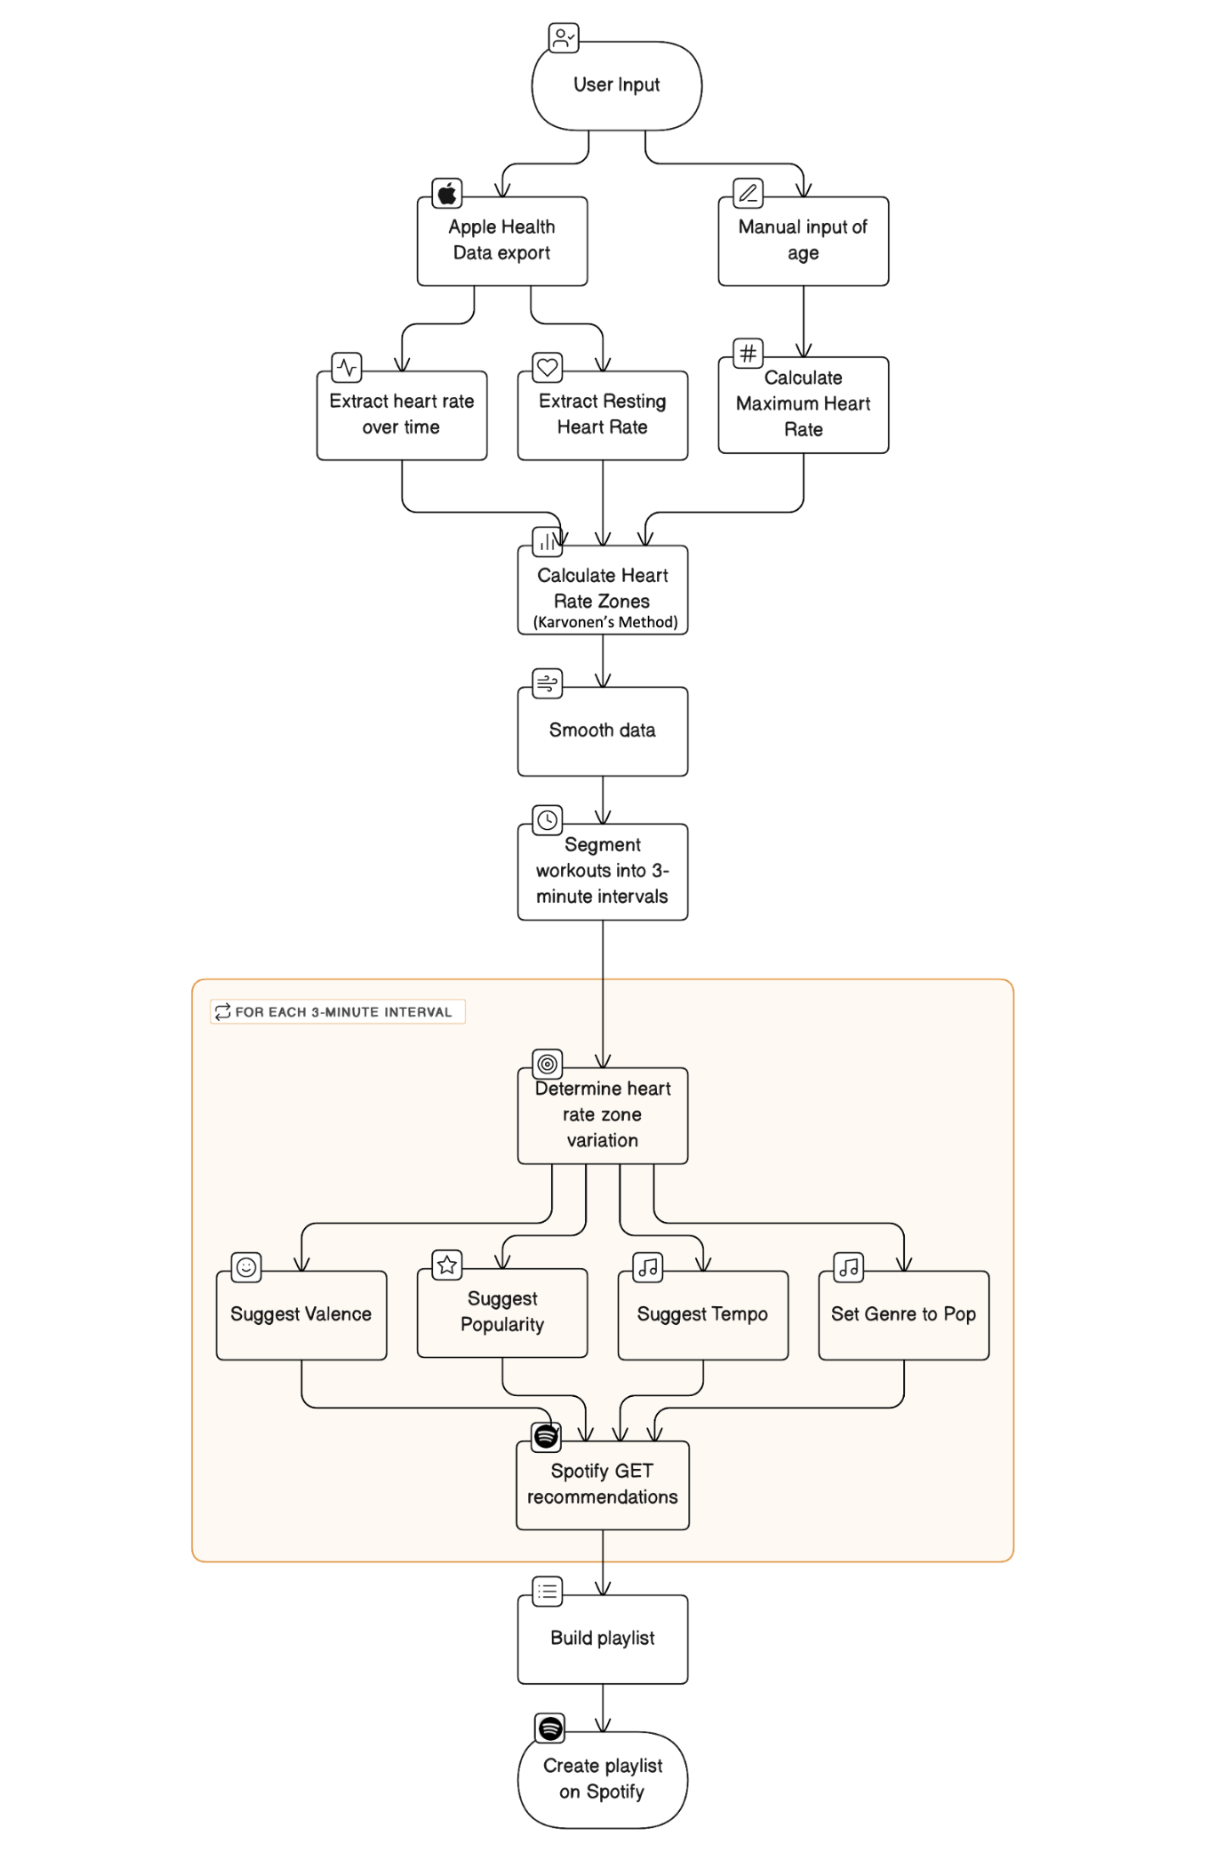 User Input
Apple Health
Data export
Manual input of
age
Extract heart rate
over time
Extract Resting
Heart Rate
Calculate
Maximum Heart
Rate
Calculate Heart
Rate Zones
(Karvonen's Method)
Smooth data
Segment
workouts into 3-
minute intervals
FOR EACH 3-MINUTE INTERVAL
Determine heart
rate zone
variation
Suggest Valence
Suggest
Popularity
Suggest Tempo
Set Genre to Pop
Spotify GET
recommendations
Build playlist
Create playlist
on Spotify